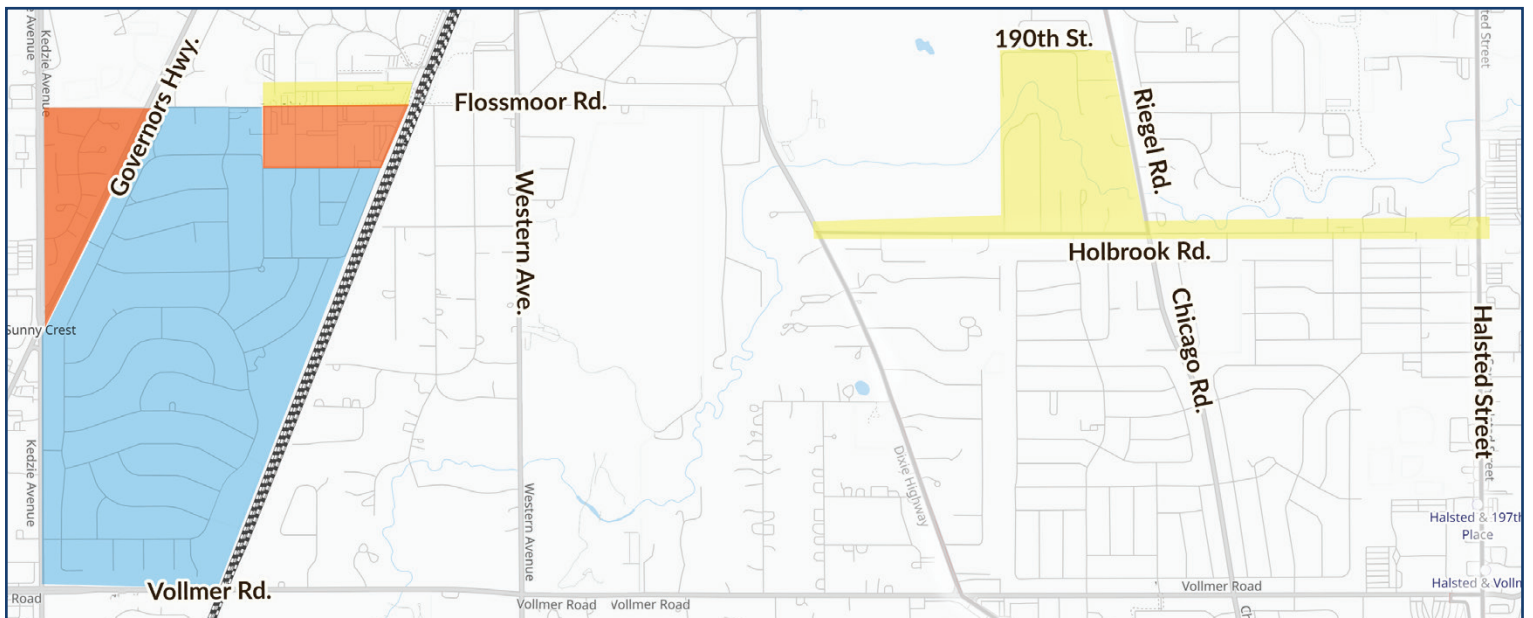 190th St.
Kedzie Avenue
Governors Hwy.
Flossmoor Rd.
Riegel Rd.
Western Ave.
Holbrook Rd.
Chicago Rd.
Halsted Street
Sunny Crest
Kedzie Avenue
Dixie Highway
Western Avenue
Halsted & 197th
Place
Vollmer Rd.
Road
Vollmer Road
Vollmer Road
Vollmer Road
Halsted & Vollm